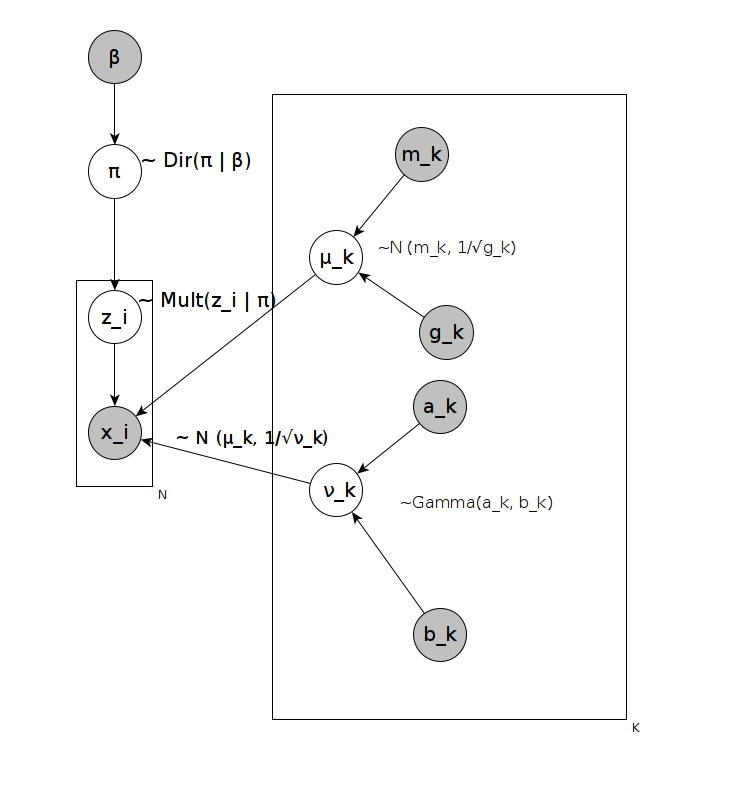 β
π
~ Dir(π | β)
z_i
~ Mult(z_i | π)
x_i
N
m_k
μ_k
~N (m_k, 1/√g_k)
g_k
a_k
~ N (μ_k, 1/√ν_k)
ν_k
~Gamma(a_k, b_k)
b_k
K